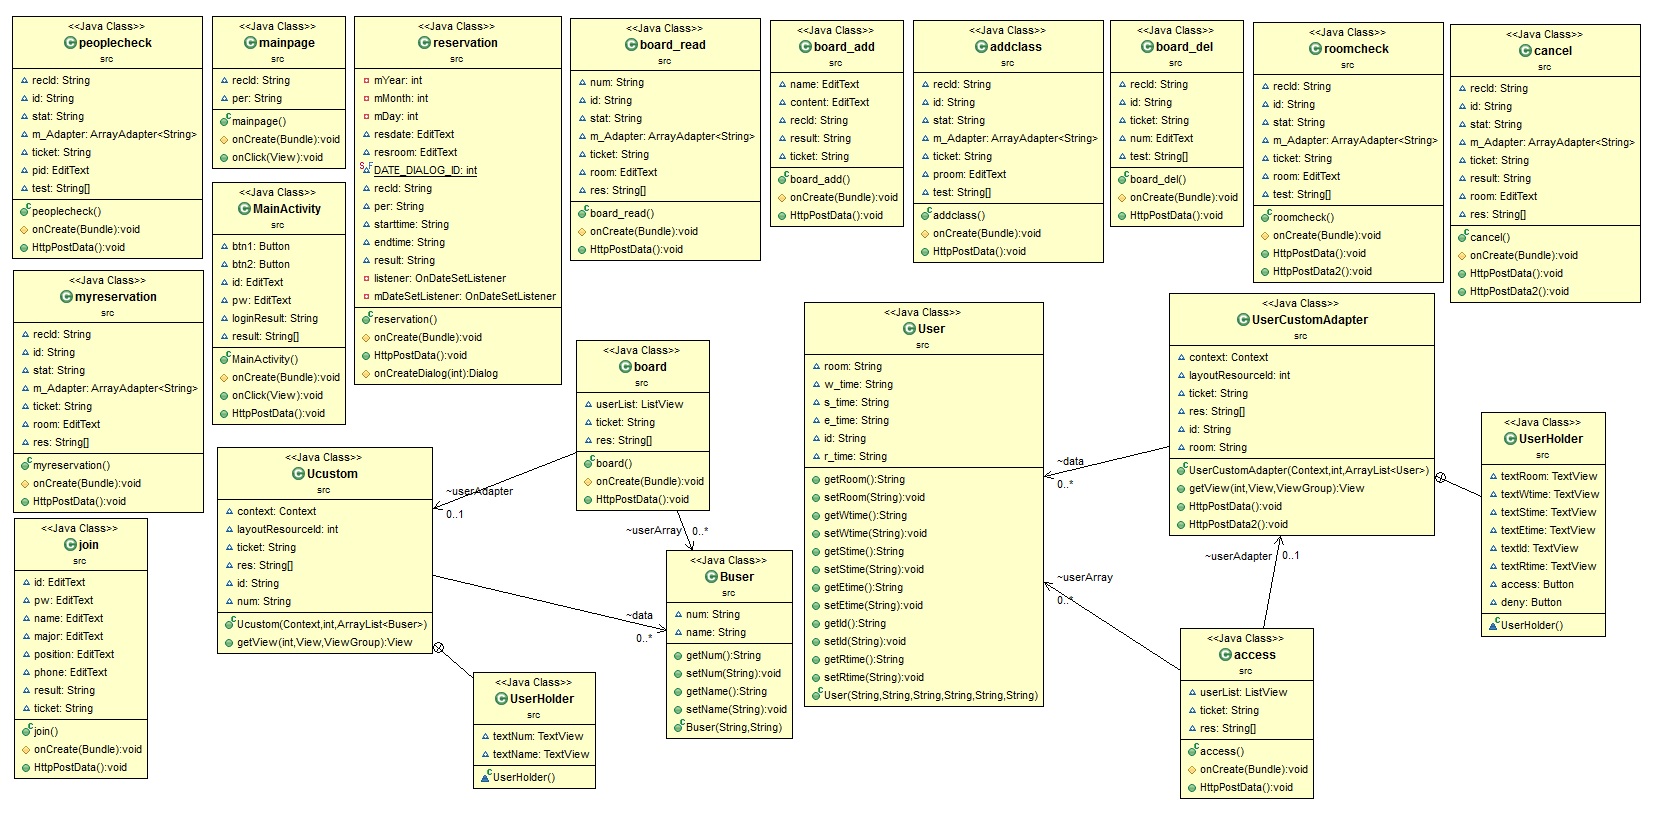 <<Java Class>>
peoplecheck
src
recId: String
id: String
stat: String
m_Adapter: ArrayAdapter<String>
ticket: String
pid: EditText
test: String[]
peoplecheck()
onCreate(Bundle):void
HttpPostData():void
<<Java Class>>
mainpage
src
recId: String
per: String
mainpage()
onCreate(Bundle):void
onClick(View):void
<<Java Class>>
reservation
src
mYear: int
mMonth: int
mDay: int
resdate: EditText
resroom: EditText
DATE_DIALOG_ID: int
recId: String
per: String
starttime: String
endtime: String
result: String
listener: OnDateSetListener
mDateSetListener: OnDateSetListener
reservation()
onCreate(Bundle):void
HttpPostData():void
onCreateDialog(int):Dialog
<<Java Class>>
board_read
src
num: String
id: String
stat: String
m_Adapter: ArrayAdapter<String>
ticket: String
room: EditText
res: String[]
board_read()
onCreate(Bundle):void
HttpPostData():void
<<Java Class>>
board_add
src
name: EditText
content: EditText
recId: String
result: String
ticket: String
board_add()
onCreate(Bundle):void
HttpPostData():void
<<Java Class>>
addclass
src
recId: String
id: String
stat: String
m_Adapter: ArrayAdapter<String>
ticket: String
proom: EditText
test: String[]
addclass()
onCreate(Bundle):void
HttpPostData():void
<<Java Class>>
board_del
src
recId: String
id: String
ticket: String
num: EditText
test: String[]
board_del()
onCreate(Bundle):void
HttpPostData():void
<<Java Class>>
roomcheck
src
recId: String
id: String
stat: String
m_Adapter: ArrayAdapter<String>
ticket: String
room: EditText
test: String[]
roomcheck()
onCreate(Bundle):void
HttpPostData():void
HttpPostData2():void
<<Java Class>>
cancel
src
recId: String
id: String
stat: String
m_Adapter: ArrayAdapter<String>
ticket: String
result: String
room: EditText
res: String[]
cancel()
onCreate(Bundle):void
HttpPostData():void
HttpPostData2():void
<<Java Class>>
MainActivity
src
btn1: Button
btn2: Button
id: EditText
pw: EditText
loginResult: String
result: String[]
MainActivity()
onCreate(Bundle):void
onClick(View):void
HttpPostData():void
<<Java Class>>
myreservation
src
recId: String
id: String
stat: String
m_Adapter: ArrayAdapter<String>
ticket: String
room: EditText
res: String[]
myreservation()
onCreate(Bundle):void
HttpPostData():void
<<Java Class>>
board
src
userList: ListView
ticket: String
res: String[]
board()
onCreate(Bundle):void
HttpPostData():void
<<Java Class>>
User
src
room: String
w_time: String
s_time: String
e_time: String
id: String
r_time: String
getRoom():String
setRoom(String):void
getWtime():String
setWtime(String):void
getStime():String
setStime(String):void
getEtime():String
setEtime(String):void
getId():String
setId(String):void
getRtime():String
setRtime(String):void
User(String,String,String,String,String,String)
<<Java Class>>
UserCustomAdapter
src
context: Context
layoutResourceId: int
ticket: String
res: String[]
id: String
room: String
UserCustomAdapter(Context,int,ArrayList<User>)
getView(int,View,ViewGroup):View
HttpPostData():void
HttpPostData2():void
<<Java Class>>
UserHolder
src
textRoom: TextView
textWtime: TextView
textStime: TextView
textEtime: TextView
textId: TextView
textRtime: TextView
access: Button
deny: Button
UserHolder()
<<Java Class>>
Ucustom
src
context: Context
layoutResourceId: int
ticket: String
res: String[]
id: String
num: String
Ucustom(Context,int,ArrayList<Buser>)
getView(int,View,ViewGroup):View
~userAdapter
0..1
~userArray
0..*
~data
0..*
~data
0..*
~userArray
0..*
~userAdapter
0..1
<<Java Class>>
join
src
id: EditText
pw: EditText
name: EditText
major: EditText
position: EditText
phone: EditText
result: String
ticket: String
join()
onCreate(Bundle):void
HttpPostData():void
<<Java Class>>
Buser
src
num: String
name: String
getNum():String
setNum(String):void
getName():String
setName(String):void
Buser(String,String)
<<Java Class>>
UserHolder
src
textNum: TextView
textName: TextView
UserHolder()
<<Java Class>>
access
src
userList: ListView
ticket: String
res: String[]
access()
onCreate(Bundle):void
HttpPostData():void